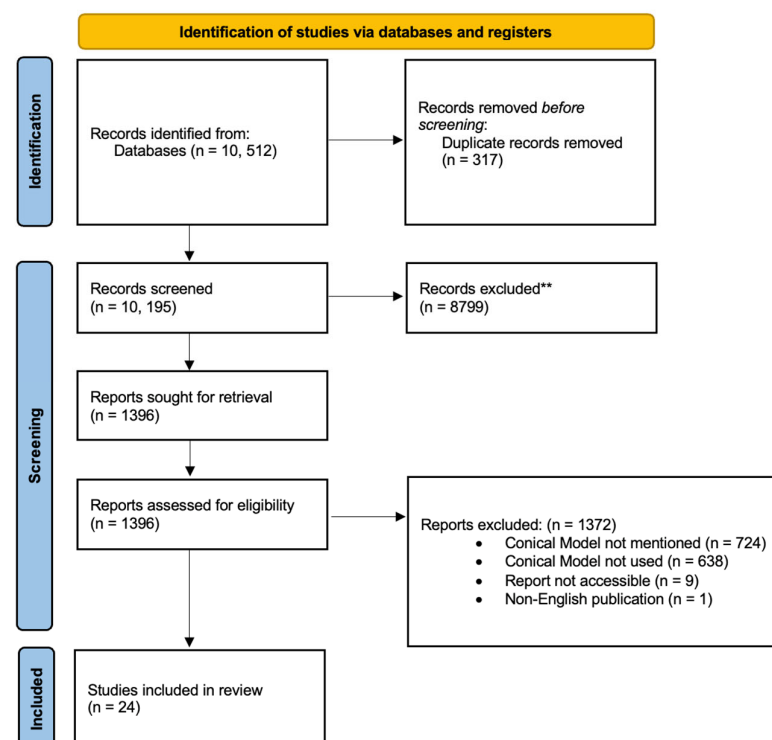 Identification of studies via databases and registers
Identification
Records identified from:
Databases (n = 10, 512)
Records removed before
screening:
Duplicate records removed
(n = 317)
Screening
Records screened
(n = 10, 195)
Records excluded**
(n = 8799)
Reports sought for retrieval
(n = 1396)
Reports assessed for eligibility
(n = 1396)
Reports excluded: (n = 1372)
• Conical Model not mentioned (n = 724)
• Conical Model not used (n = 638)
• Report not accessible (n = 9)
• Non-English publication (n = 1)
Included
Studies included in review
(n = 24)